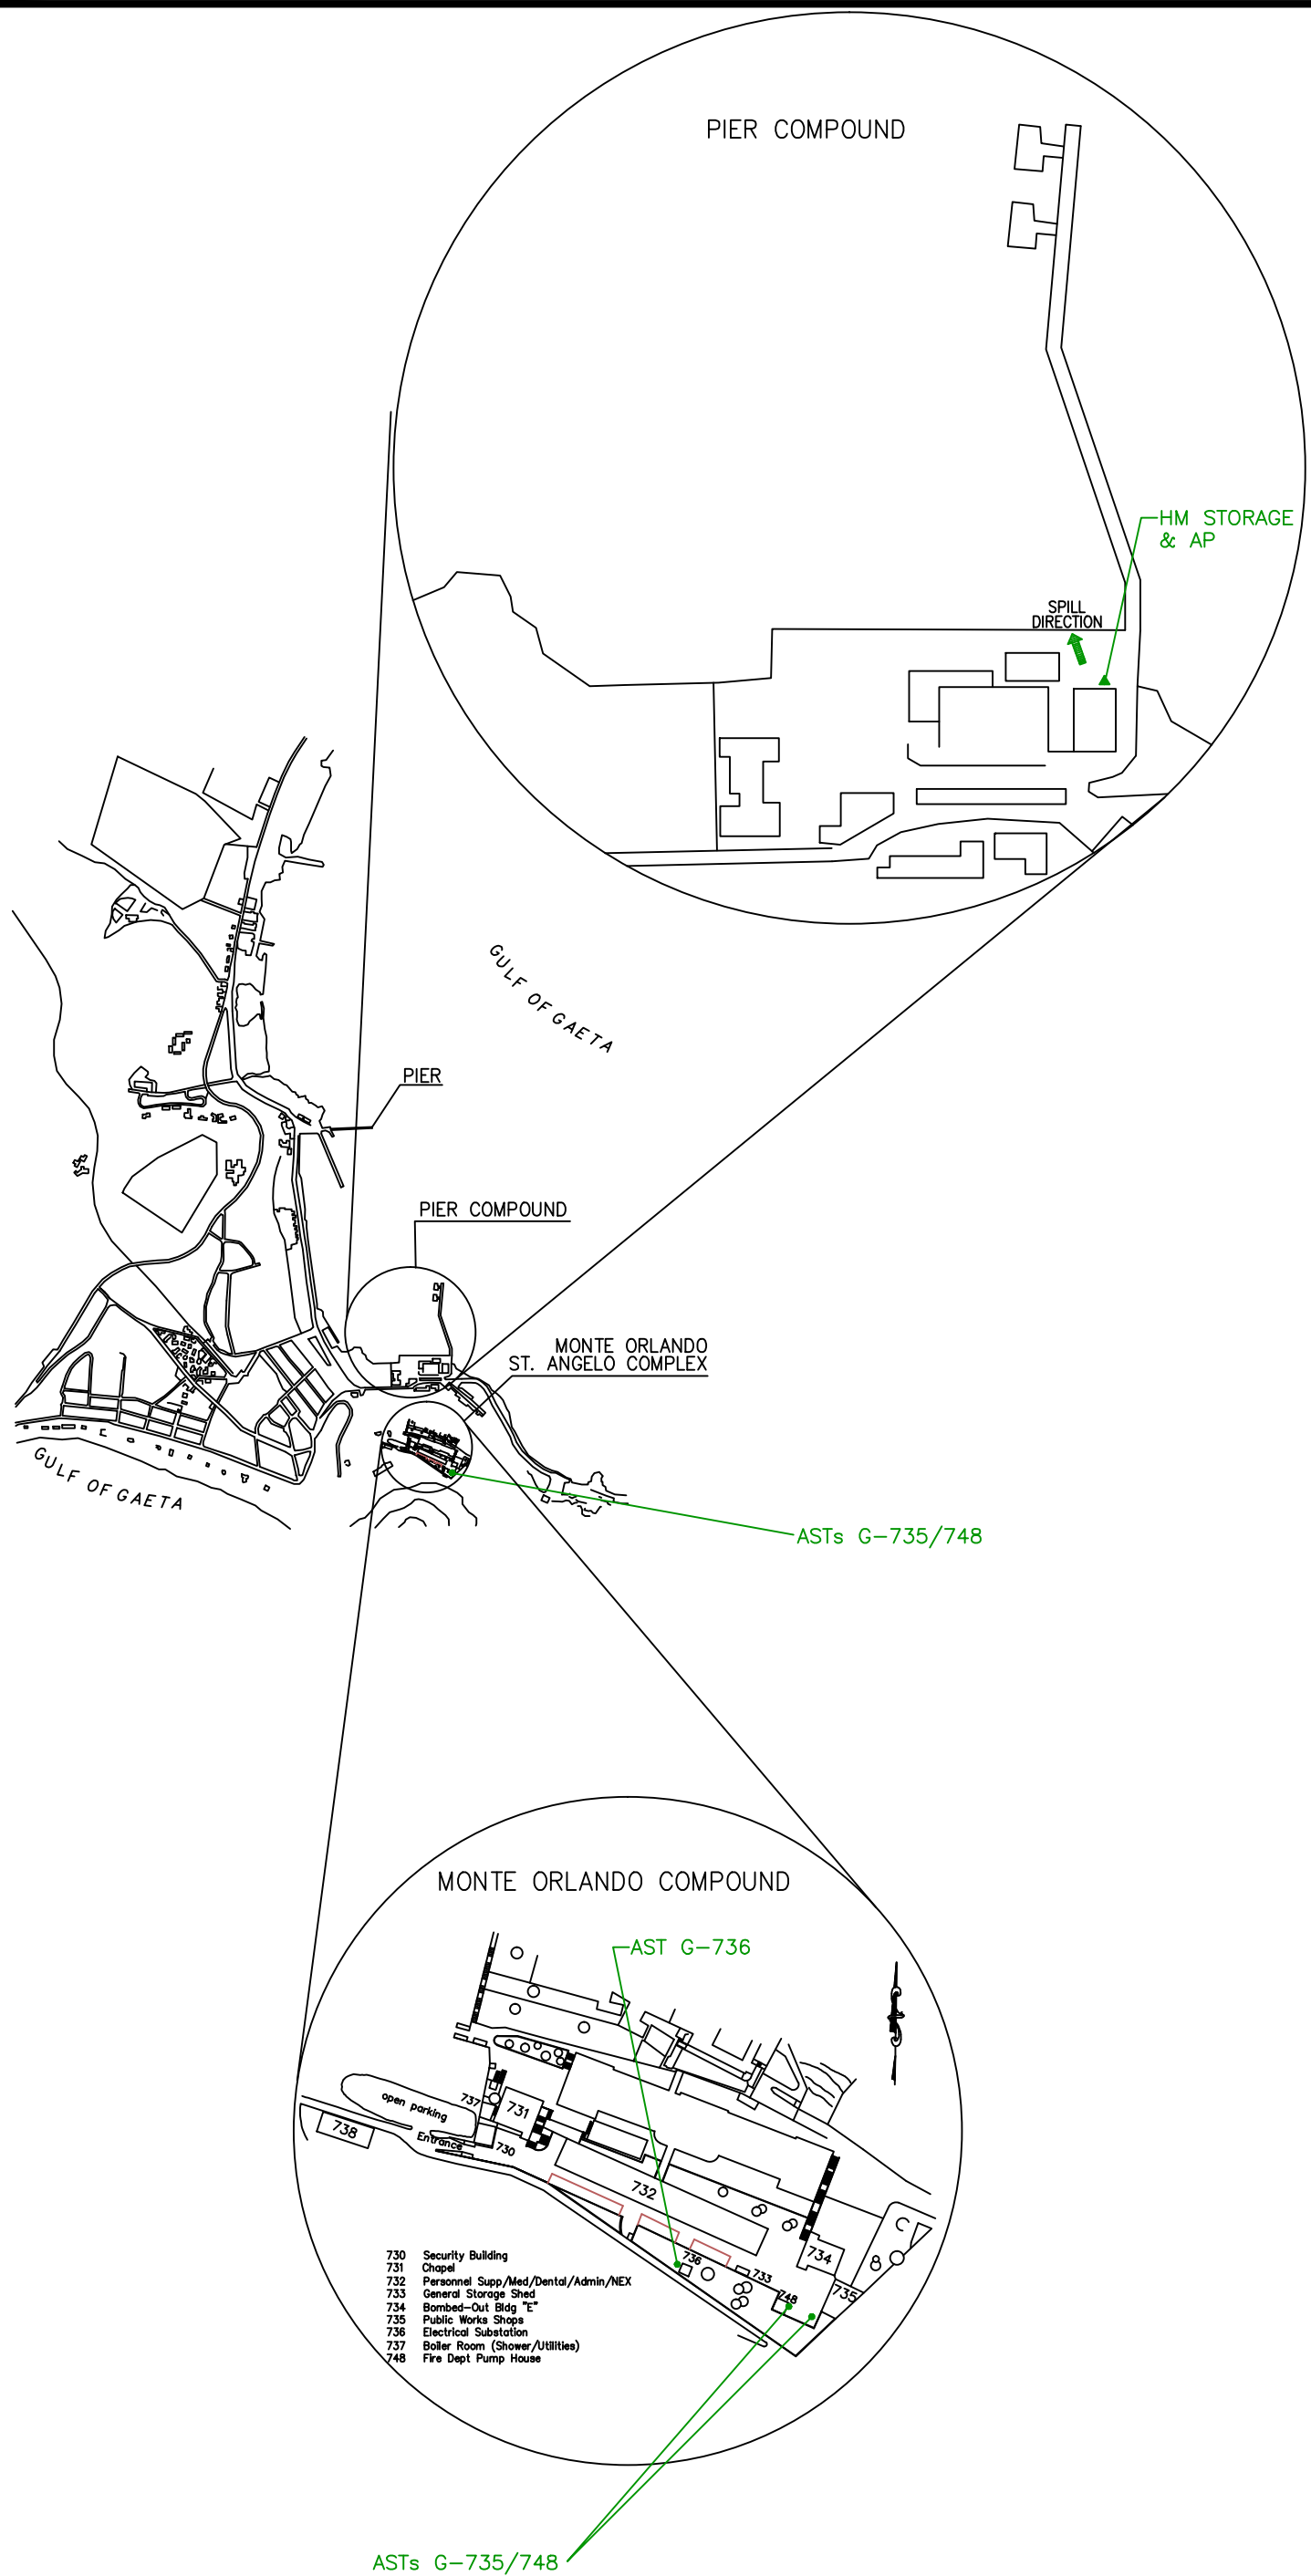 PIER COMPOUND
HM STORAGE
& AP
SPILL
DIRECTION
GULF OF GAETA
PIER
PIER COMPOUND
MONTE ORLANDO
ST. ANGELO COMPLEX
GULF OF GAETA
ASTs G-735/748
MONTE ORLANDO COMPOUND
AST G-736
open parking
737
731
738
Entrance
730
732
734
736
733
735
748
730 Security Building
731 Chapel
732 Personnel Supp/Med/Dental/Admin/NEX
733 General Storage Shed
734 Bombed-Out Bldg "E"
735 Public Works Shops
736 Electrical Substation
737 Boiler Room (Shower/Utilities)
748 Fire Dept Pump House
ASTs G-735/748